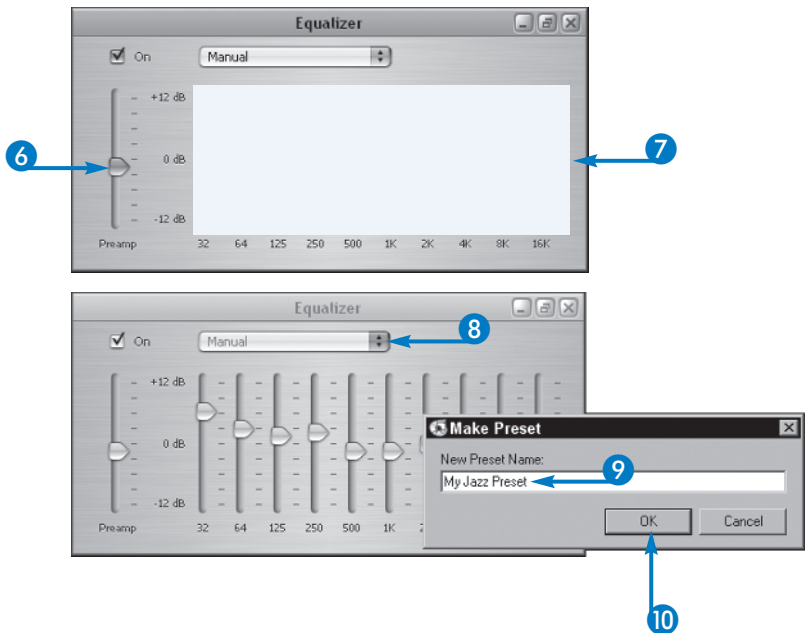 Equalizer
On
Manual
+12 dB
6
0 dB
7
-12 dB
Preamp 32 64 125 250 500 1K 2K 4K 8K 16K
Equalizer
On
Manual
8
+12 dB
0 dB
-12 dB
Preamp 32 64 125 250 500 1K
Make Preset
New Preset Name:
My Jazz Preset
9
OK Cancel
10